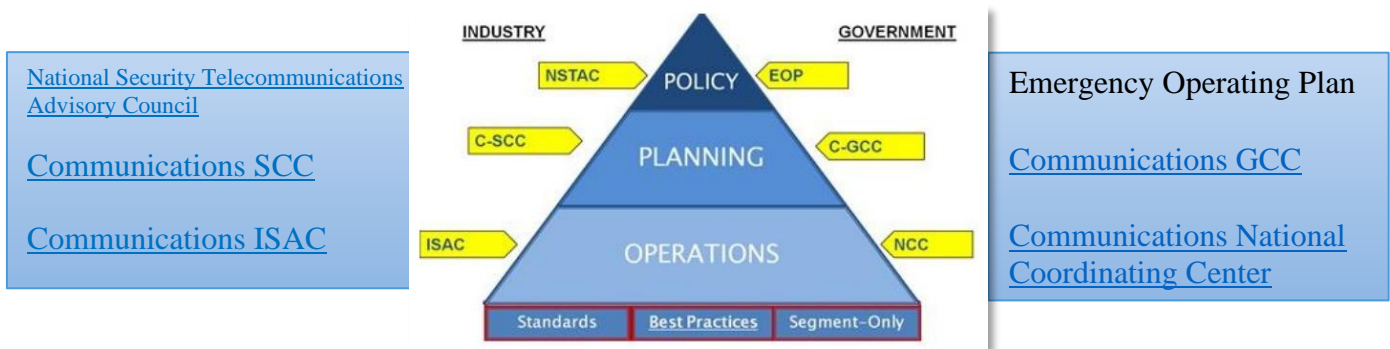 National Security Telecommunications
Advisory Council
Communications SCC
Communications ISAC
INDUSTRY
GOVERNMENT
NSTAC
POLICY
EOP
C-SCC
PLANNING
C-GCC
ISAC
OPERATIONS
NCC
Standards
Best Practices
Segment-Only
Emergency Operating Plan
Communications GCC
Communications National
Coordinating Center